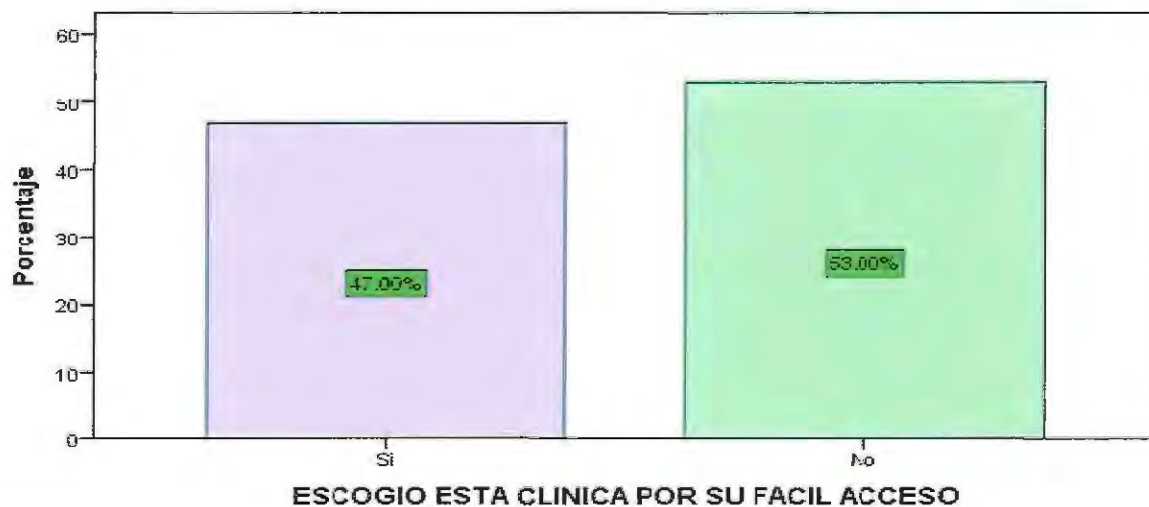 Porcentaje
60
50
40
30
20
10
0
47.00%
53.00%
Si
No
ESCOGIO ESTA CLINICA POR SU FACIL ACCESO